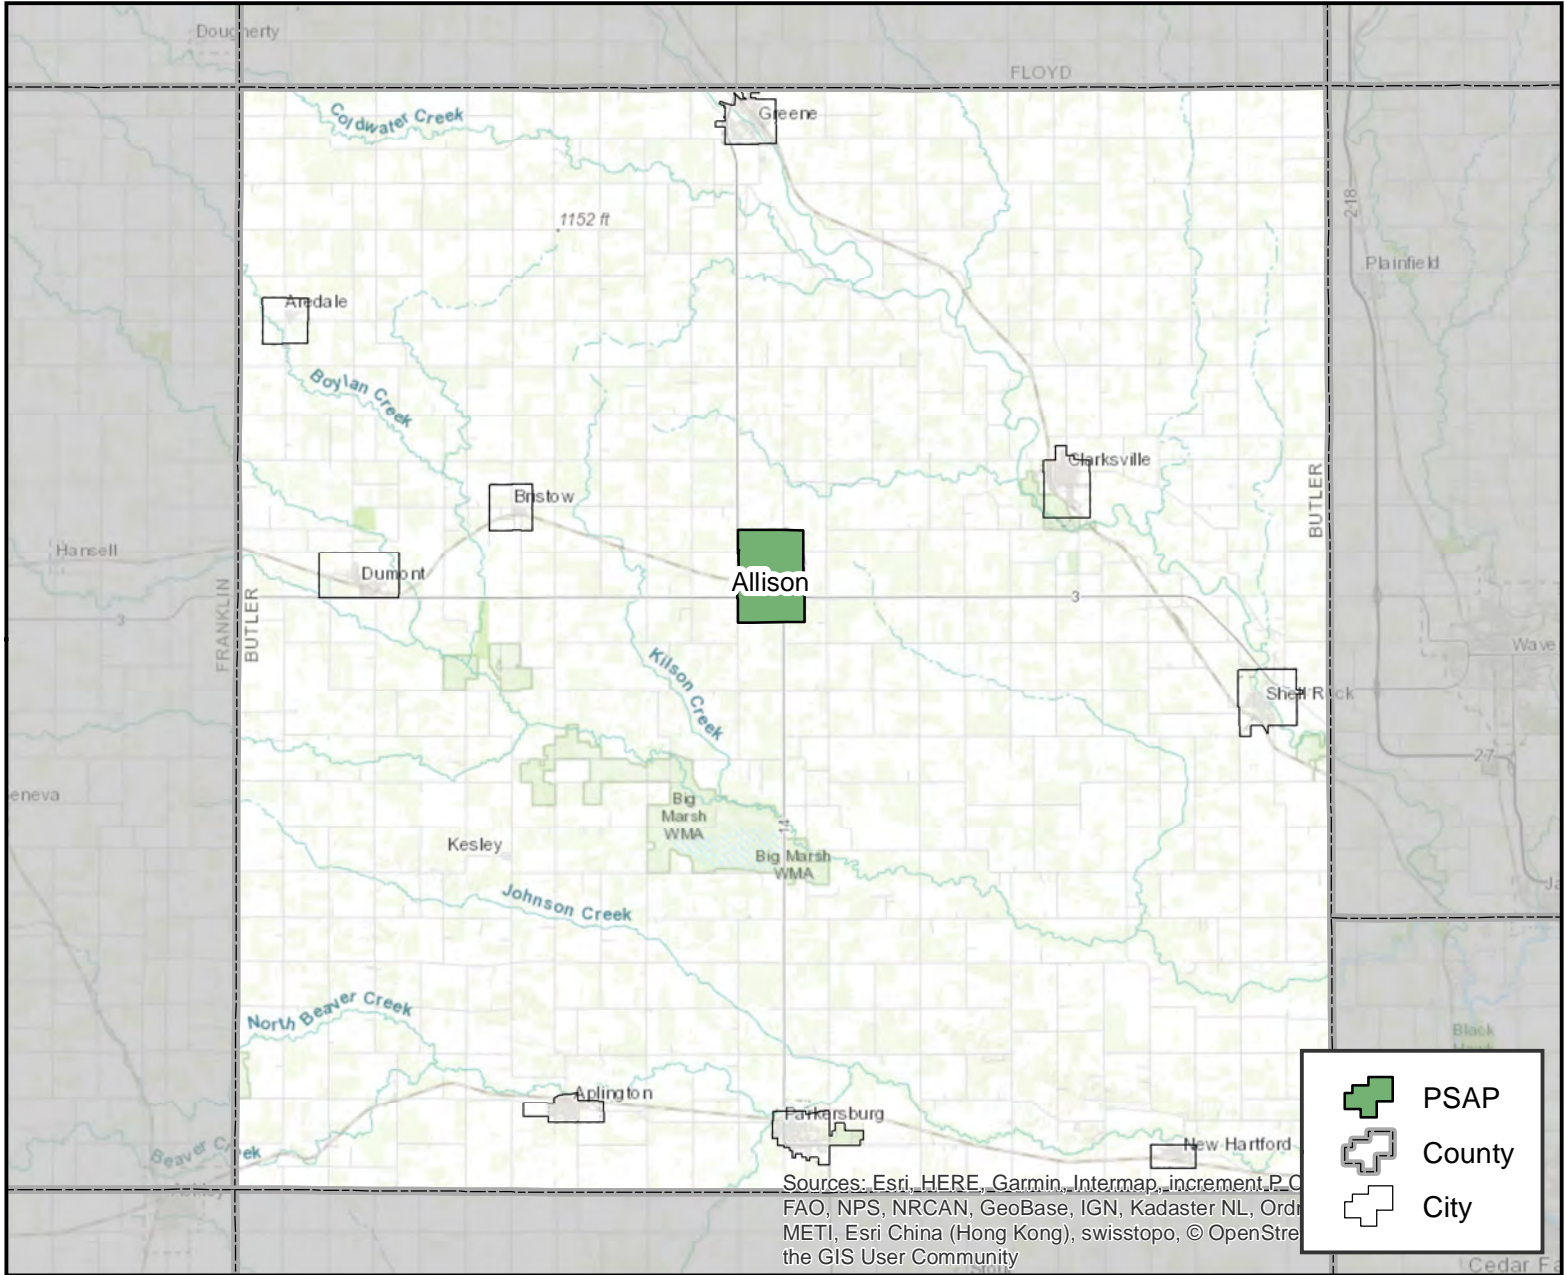 Dougherty
FLOYD
Coldwater Creek
Greene
218
1152 ft
Plainfield
Aredale
Boylan Creek
Clarksville
Bristow
BUTLER
Hansell
Dumont
Allison
3
3
FRANKLIN
BUTLER
Kilson Creek
Wave
Shell Rock
27
eneva
Big
Marsh
WMA
14
Kesley
Big Marsh
WMA
Johnson Creek
North Beaver Creek
Black
Aplington
Parkersburg
New Hartford
Beaver Creek
Sources: Esri, HERE, Garmin, Intermap, increment P C
FAO, NPS, NRCAN, GeoBase, IGN, Kadaster NL, Ordn
METI, Esri China (Hong Kong), swisstopo, © OpenStre
the GIS User Community
PSAP
County
City
Cedar Fa